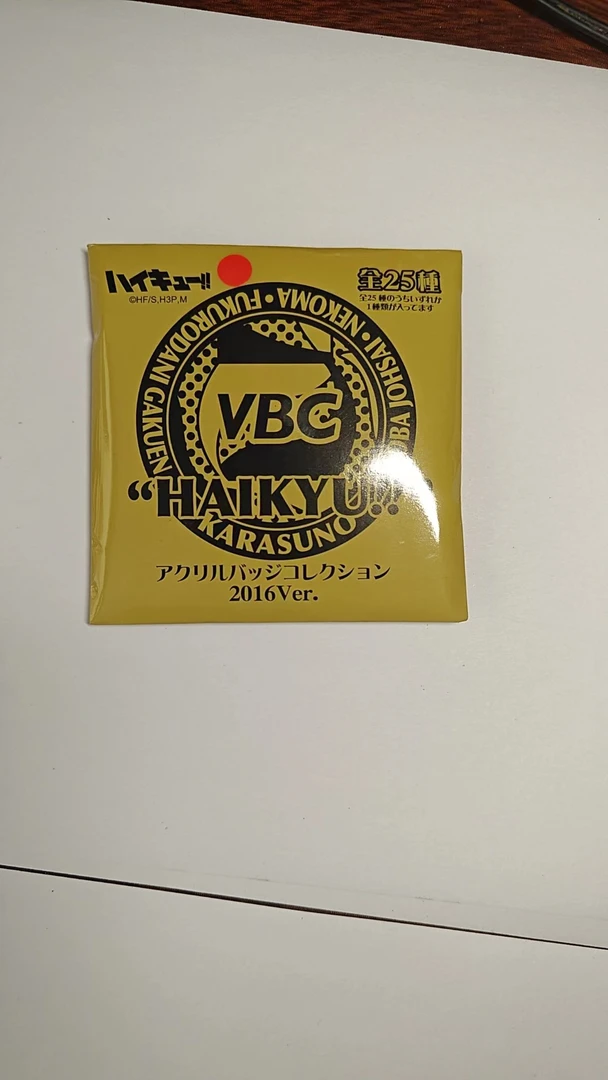 ハイキュー!!
©HF/S,H3P,M
全25種
全25種のうちいずれか
1種類が入ってます
FUKURODANI GAKUEN
• FUKURODANI • NEKOMA •
JOHSAI
VBC
“HAIKYU!!”
KARASUNO
アクリルバッジコレクション
2016Ver.